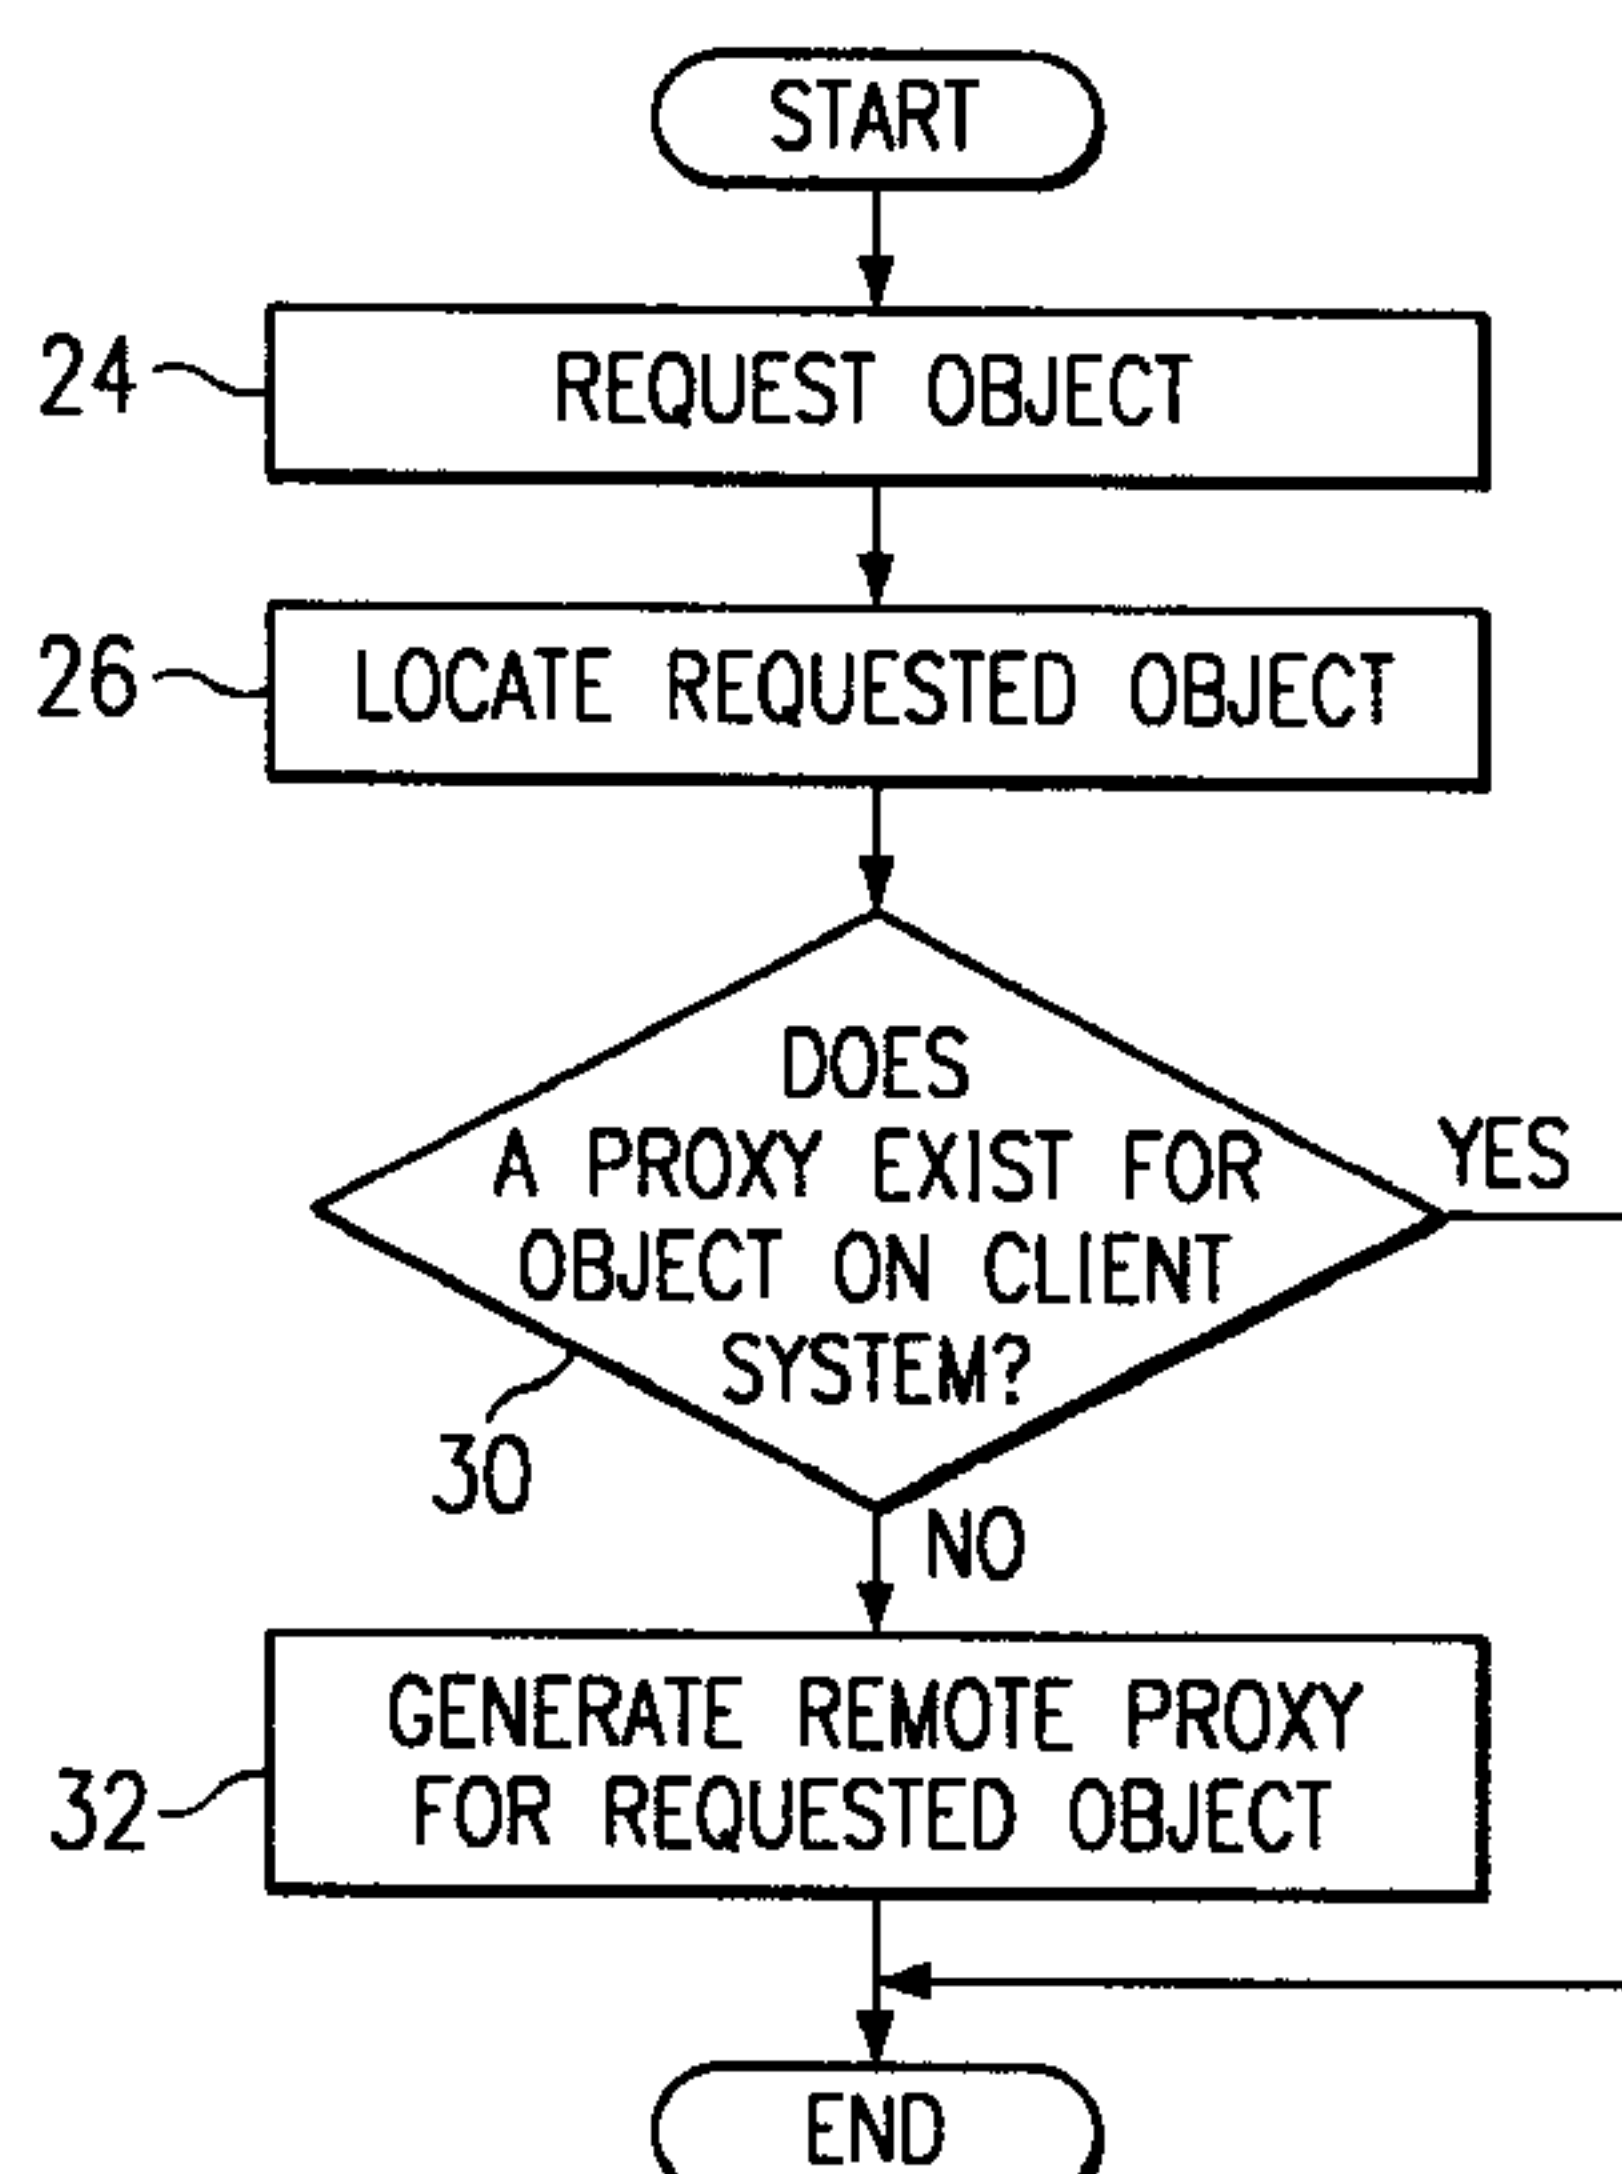 START
24
REQUEST OBJECT
26
LOCATE REQUESTED OBJECT
DOES
A PROXY EXIST FOR
OBJECT ON CLIENT
SYSTEM?
YES
30
NO
32
GENERATE REMOTE PROXY
FOR REQUESTED OBJECT
END